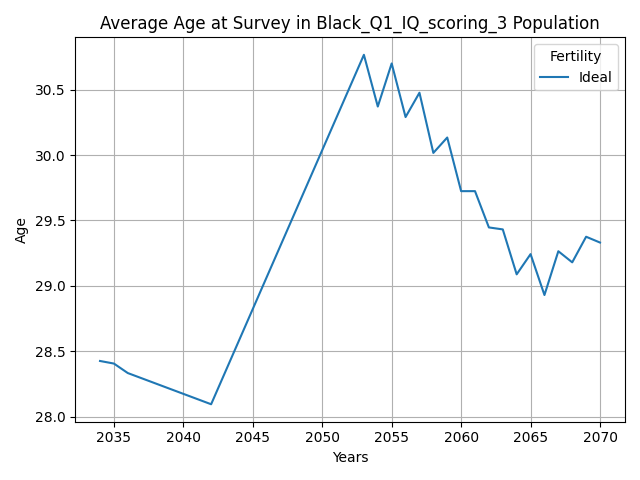 Average Age at Survey in Black_Q1_IQ_scoring_3 Population
Fertility
Ideal
30.5
30.0
29.5
29.0
28.5
28.0
Age
2035 2040 2045 2050 2055 2060 2065 2070
Years